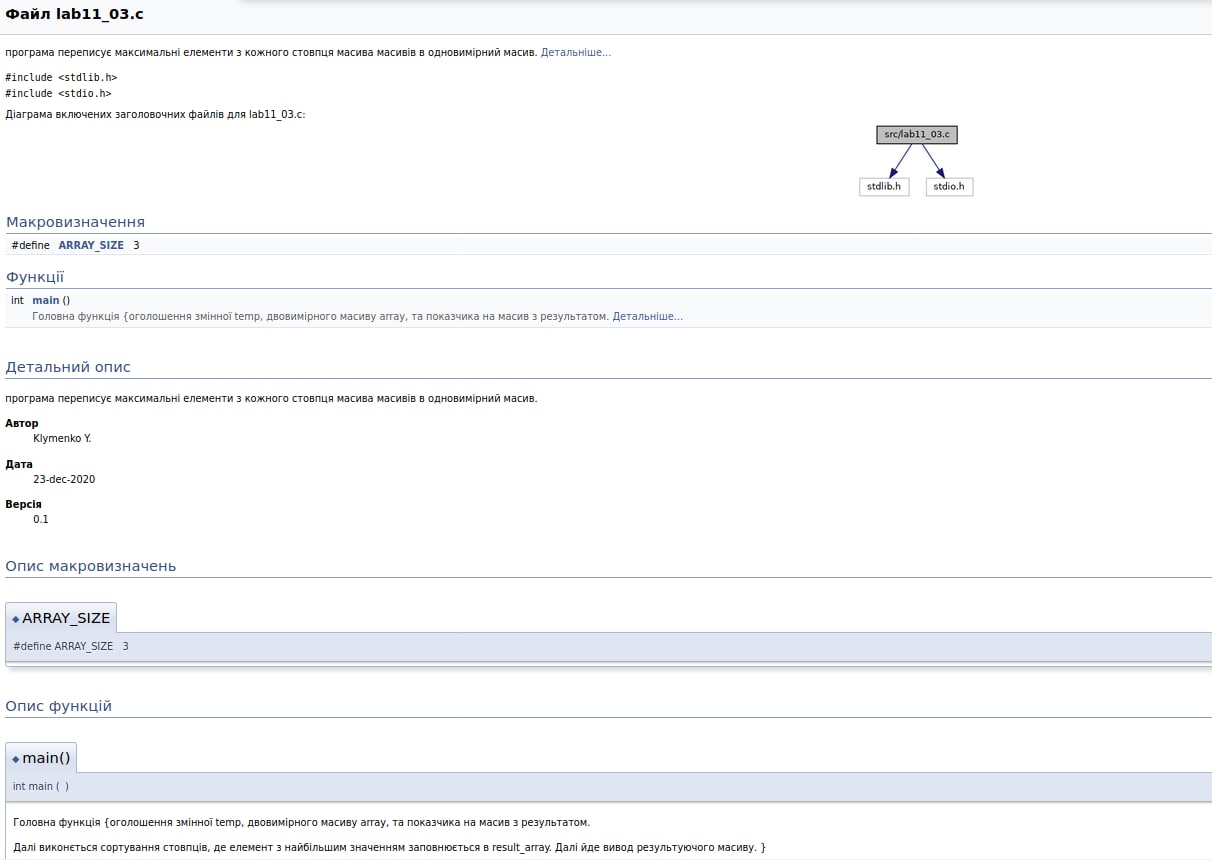 Файл lab11_03.c
програма переписує максимальні елементи з кожного стовпця масива масивів в одновимірний масив. Детальніше...
#include <stdlib.h>
#include <stdio.h>
Діаграма включених заголовочних файлів для lab11_03.c:
src/lab11_03.c
stdlib.h stdio.h
Макровизначення
#define ARRAY_SIZE 3
Функції
int main ()
Головна функція {оголошення змінної temp, двовимірного масиву array, та показчика на масив з результатом. Детальніше...
Детальний опис
програма переписує максимальні елементи з кожного стовпця масива масивів в одновимірний масив.
Автор
Klymenko Y.
Дата
23-dec-2020
Версія
0.1
Опис макровизначень
◆ ARRAY_SIZE
#define ARRAY_SIZE 3
Опис функцій
◆ main()
int main ( )
Головна функція {оголошення змінної temp, двовимірного масиву array, та показчика на масив з результатом.
Далі виконється сортування стовпців, де елемент з найбільшим значенням заповнюється в result_array. Далі йде вивод результуючого масиву. }